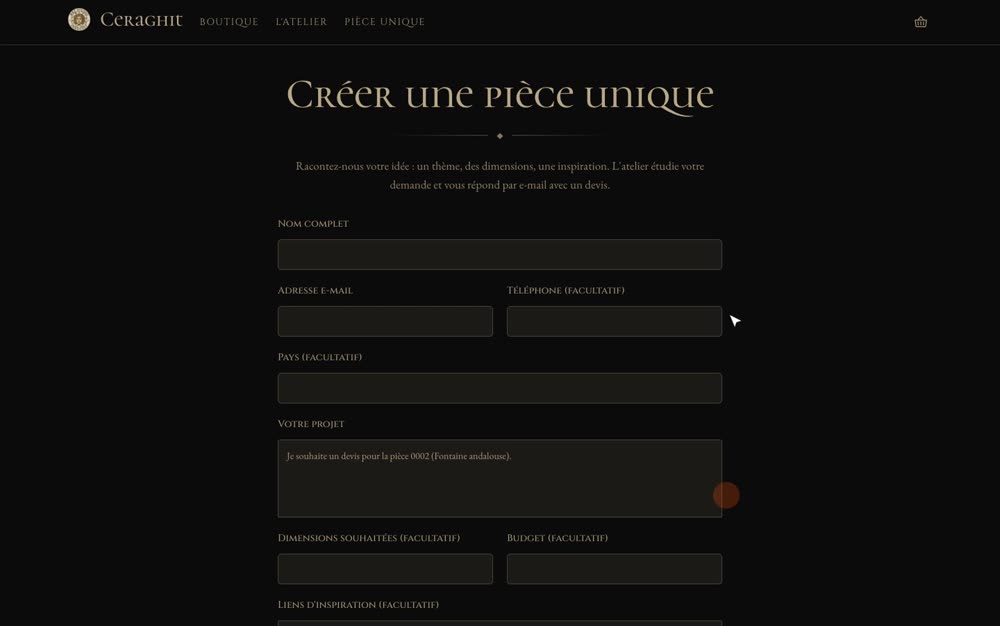 Ceraghit
BOUTIQUE
L'ATELIER
PIÈCE UNIQUE
Créer une pièce unique
Racontez-nous votre idée : un thème, des dimensions, une inspiration. L'atelier étudie votre
demande et vous répond par e-mail avec un devis.
Nom complet
Adresse e-mail
Téléphone (facultatif)
Pays (facultatif)
Votre projet
Je souhaite un devis pour la pièce 0002 (Fontaine andalouse).
Dimensions souhaitées (facultatif)
Budget (facultatif)
Liens d'inspiration (facultatif)